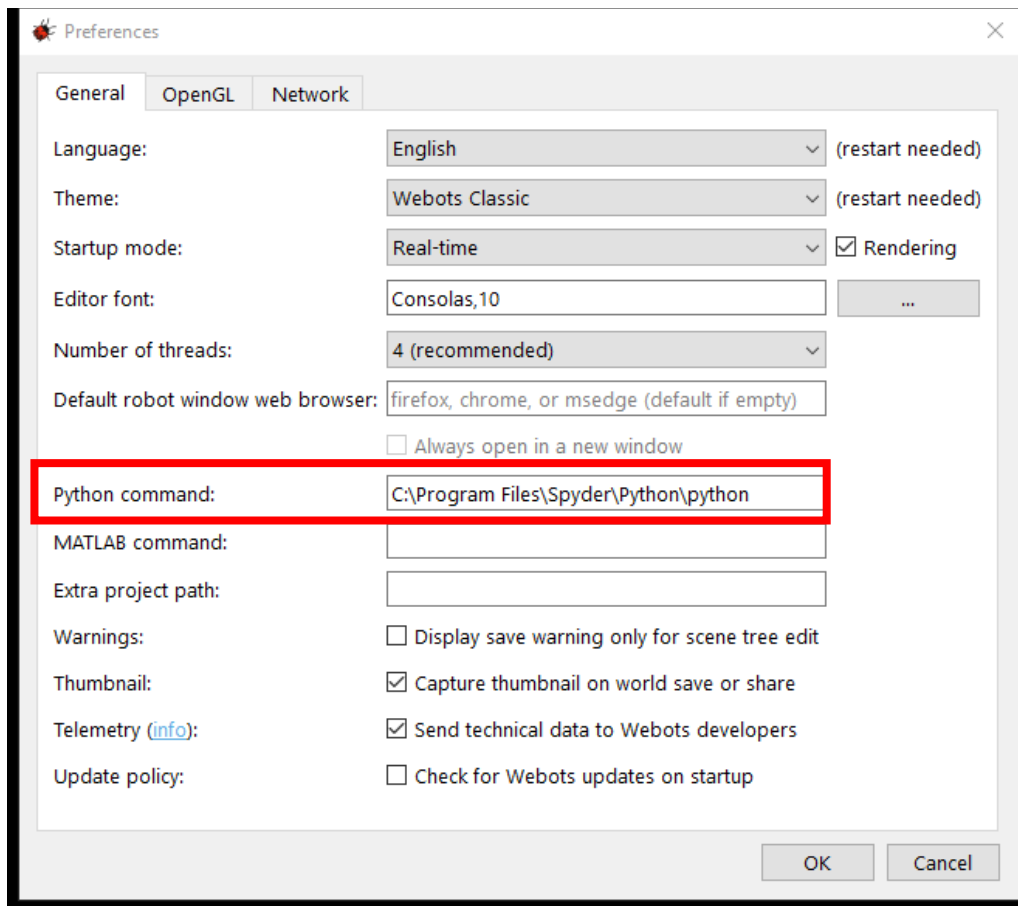 Preferences
General OpenGL Network
Language: English (restart needed)
Theme: Webots Classic (restart needed)
Startup mode: Real-time Rendering
Editor font: Consolas,10 ...
Number of threads: 4 (recommended)
Default robot window web browser: firefox, chrome, or msedge (default if empty)
Always open in a new window
Python command: C:\Program Files\Spyder\Python\python
MATLAB command:
Extra project path:
Warnings: Display save warning only for scene tree edit
Thumbnail: Capture thumbnail on world save or share
Telemetry (info): Send technical data to Webots developers
Update policy: Check for Webots updates on startup
OK Cancel